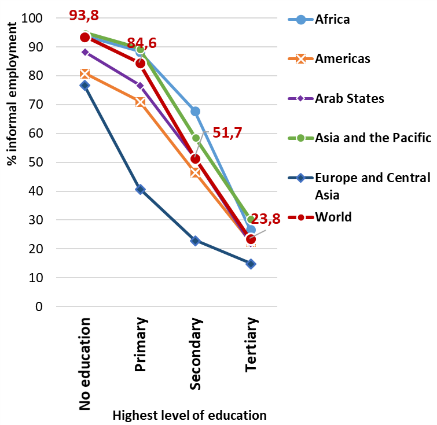 93,8
100
90
80
70
60
50
40
30
20
10
0
84,6
51,7
23,8
% informal employment
No education
Primary
Secondary
Tertiary
Highest level of education
Africa
Americas
Arab States
Asia and the Pacific
Europe and Central
Asia
World